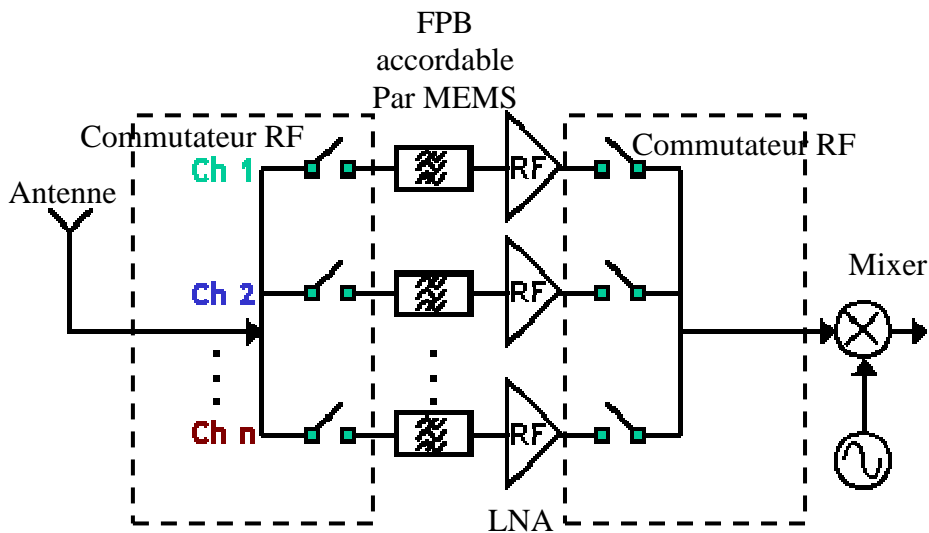 FPB
accordable
Par MEMS
Commutateur RF
Commutateur RF
Ch 1
RF
Antenne
Ch 2
RF
Mixer
Ch n
RF
LNA